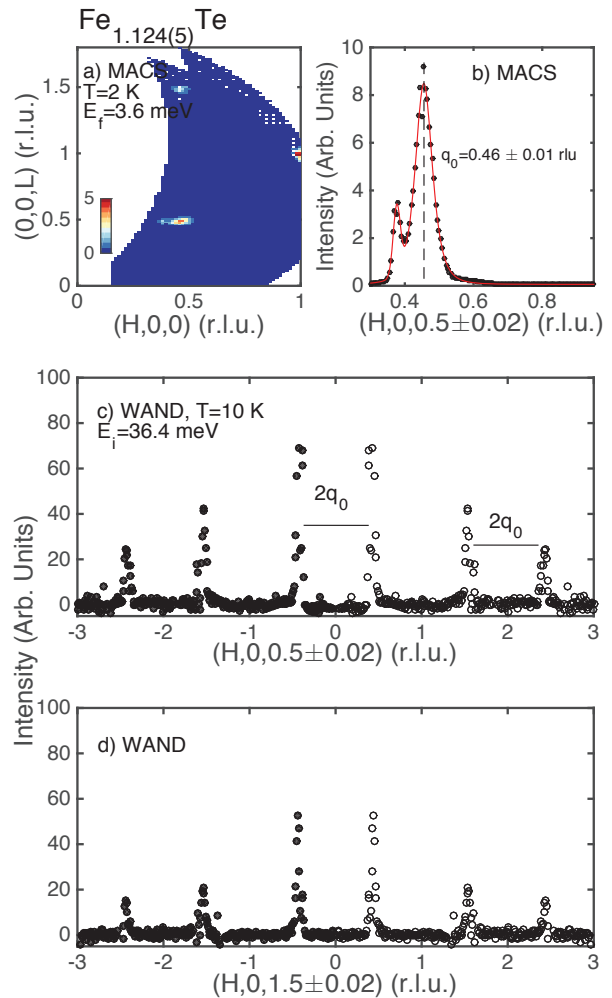 Fe1.124(5)Te
a) MACS
T=2 K
Ef=3.6 meV
(0,0,L) (r.l.u.)
1.5
1
0.5
0
5
0
0
0.5
1
(H,0,0) (r.l.u.)
b) MACS
q0=0.46 ± 0.01 rlu
Intensity (Arb. Units)
10
8
6
4
2
0
0.4
0.6
0.8
(H,0,0.5±0.02) (r.l.u.)
c) WAND, T=10 K
Ei=36.4 meV
2q0
2q0
100
80
60
40
20
0
-3
-2
-1
0
1
2
3
(H,0,0.5±0.02) (r.l.u.)
Intensity (Arb. Units)
d) WAND
100
80
60
40
20
0
-3
-2
-1
0
1
2
3
(H,0,1.5±0.02) (r.l.u.)